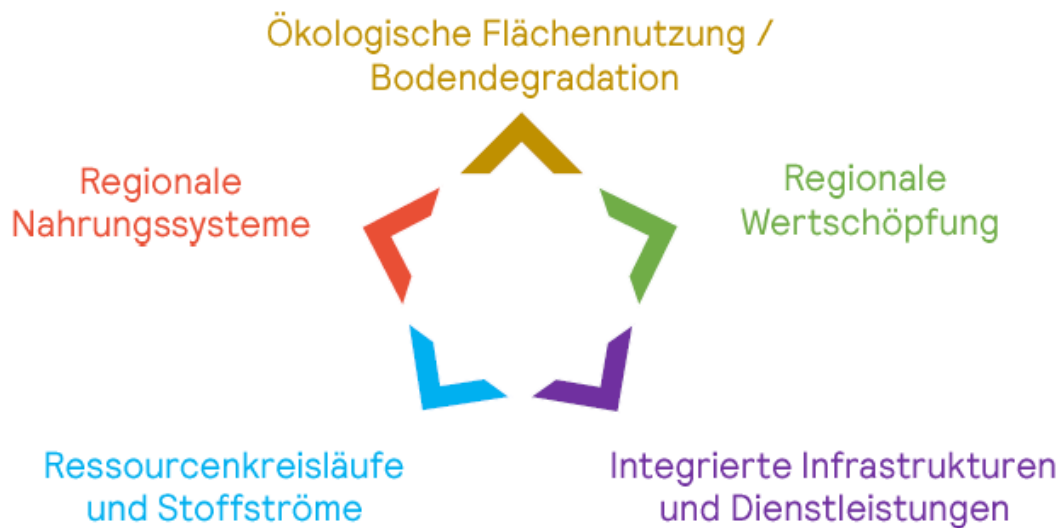 Ökologische Flächennutzung /
Bodendegradation
Regionale
Nahrungssysteme
Regionale
Wertschöpfung
Ressourcenkreisläufe
und Stoffströme
Integrierte Infrastrukturen
und Dienstleistungen